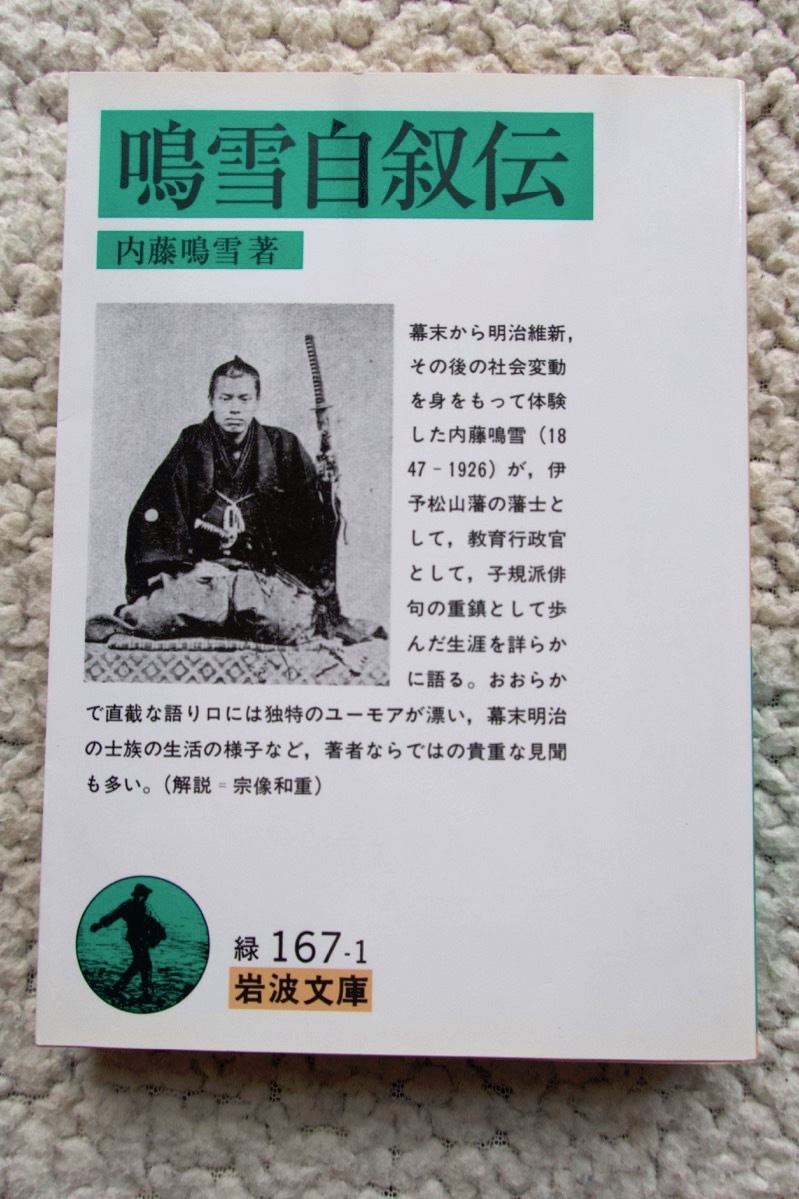 鳴雪自叙伝
内藤鳴雪著
幕末から明治維新,
その後の社会変動
を身をもって体験
した内藤鳴雪（18
47‐1926）が，伊
予松山藩の藩士と
して，教育行政官
として，子規派俳
句の重鎮として歩
んだ生涯を詳らか
に語る。おおらか
で直截な語り口には独特のユーモアが漂い，幕末明治
の士族の生活の様子など，著者ならではの貴重な見聞
も多い。（解説＝宗像和重）
緑 167-1
岩波文庫